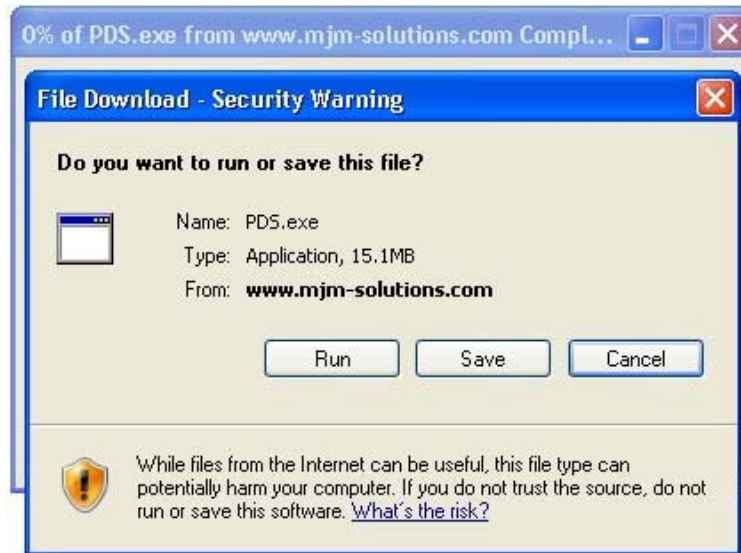 0% of PDS.exe from www.mjm-solutions.com Compl...
File Download - Security Warning
Do you want to run or save this file?
Name: PDS.exe
Type: Application, 15.1MB
From: www.mjm-solutions.com
Run Save Cancel
While files from the Internet can be useful, this file type can
potentially harm your computer. If you do not trust the source, do not
run or save this software. What's the risk?